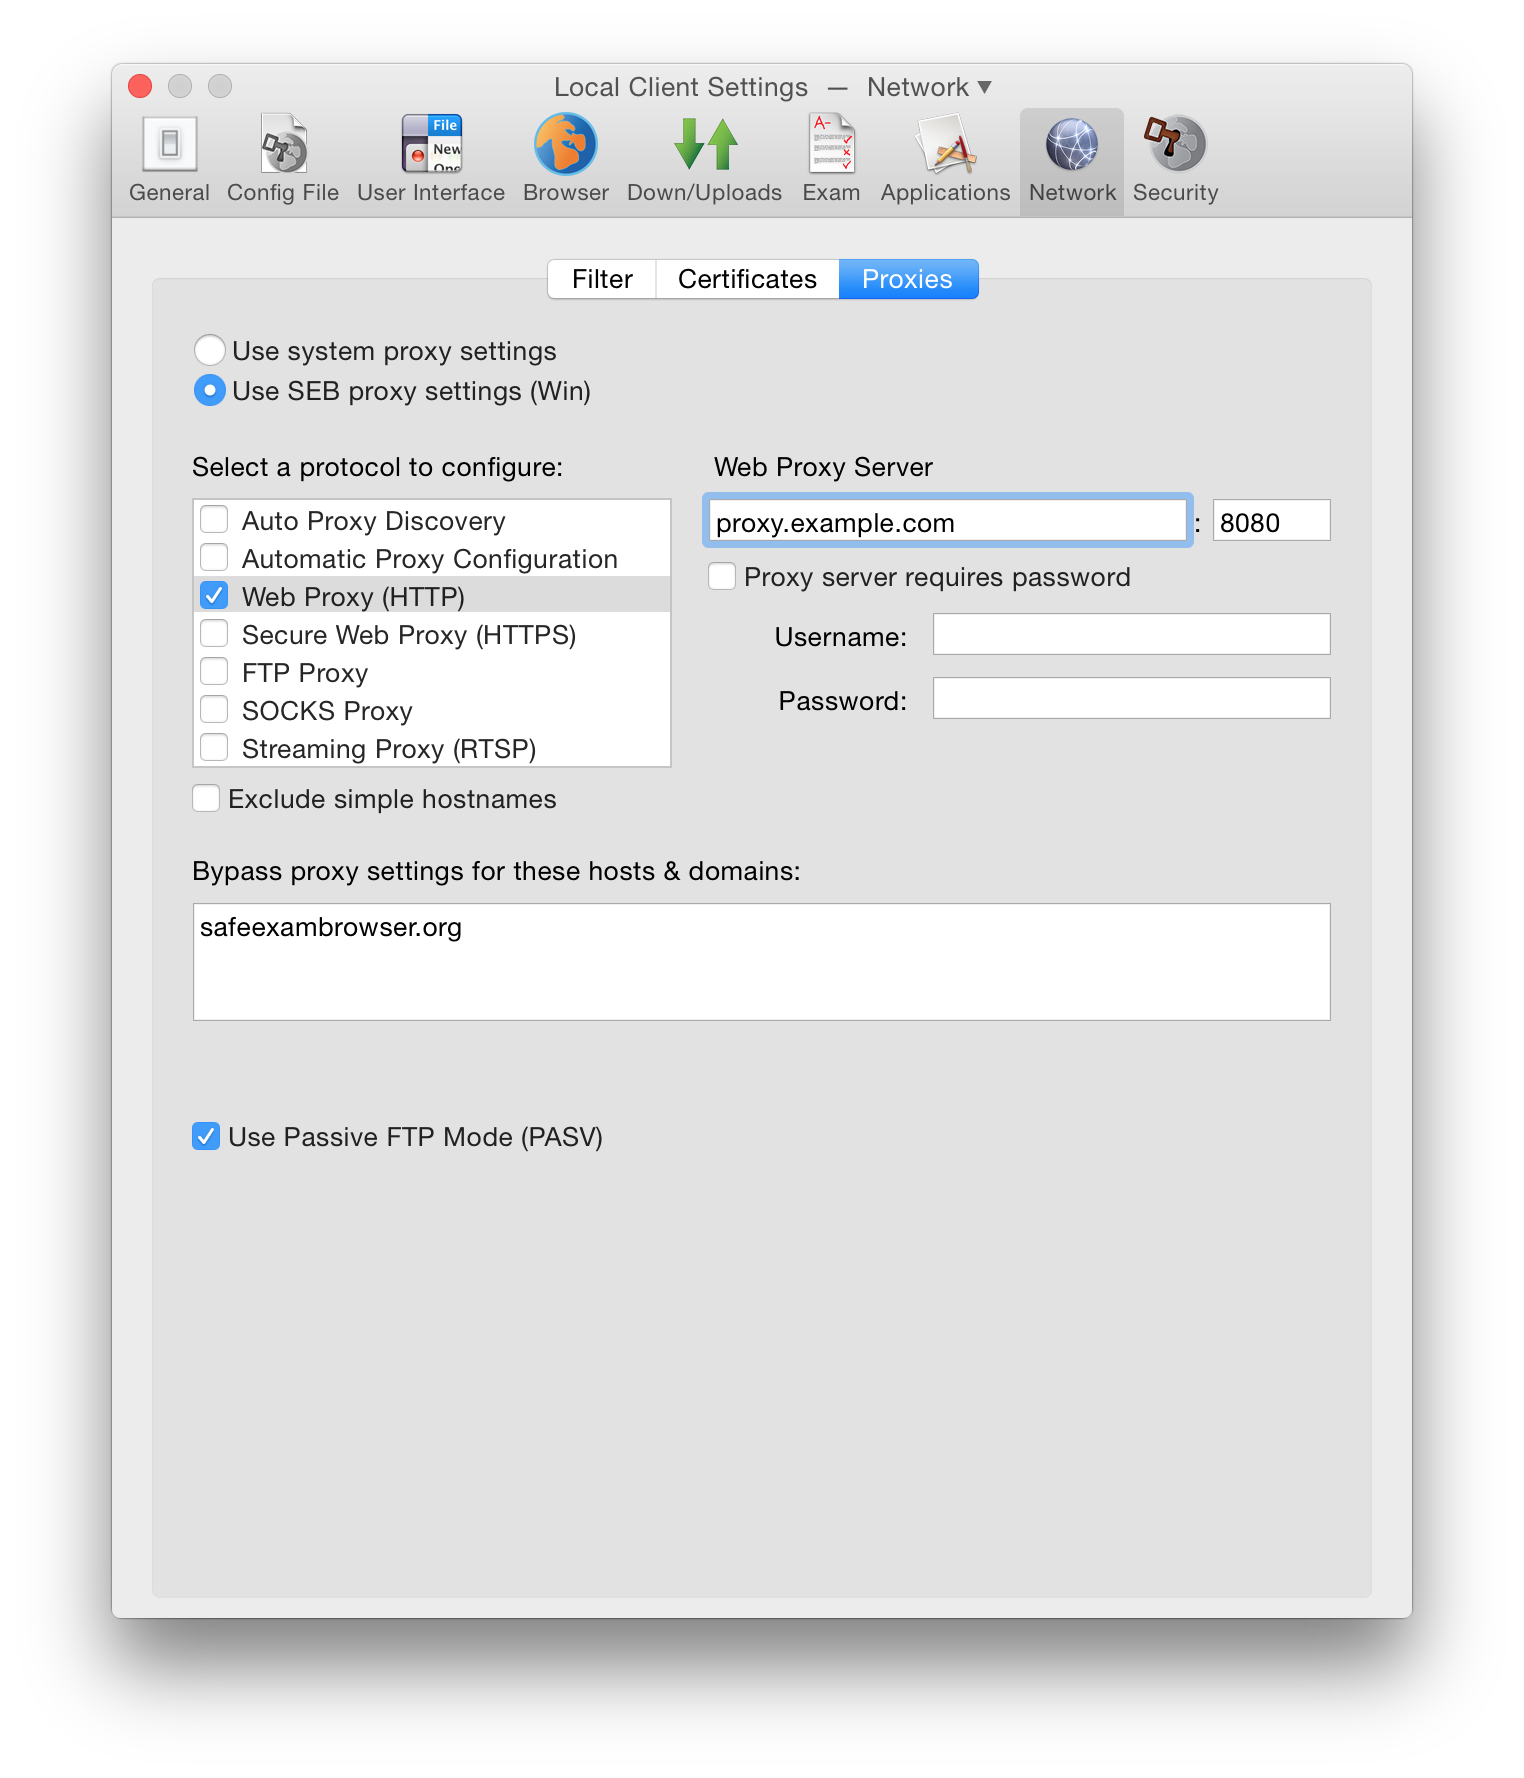 Local Client Settings — Network ▼
File
New
A-
General Config File User Interface Browser Down/Uploads Exam Applications Network Security
Filter Certificates Proxies
Use system proxy settings
Use SEB proxy settings (Win)
Select a protocol to configure:
Web Proxy Server
Auto Proxy Discovery
Automatic Proxy Configuration
Web Proxy (HTTP)
Secure Web Proxy (HTTPS)
FTP Proxy
SOCKS Proxy
Streaming Proxy (RTSP)
proxy.example.com : 8080
Proxy server requires password
Username:
Password:
Exclude simple hostnames
Bypass proxy settings for these hosts & domains:
safeexambrowser.org
Use Passive FTP Mode (PASV)